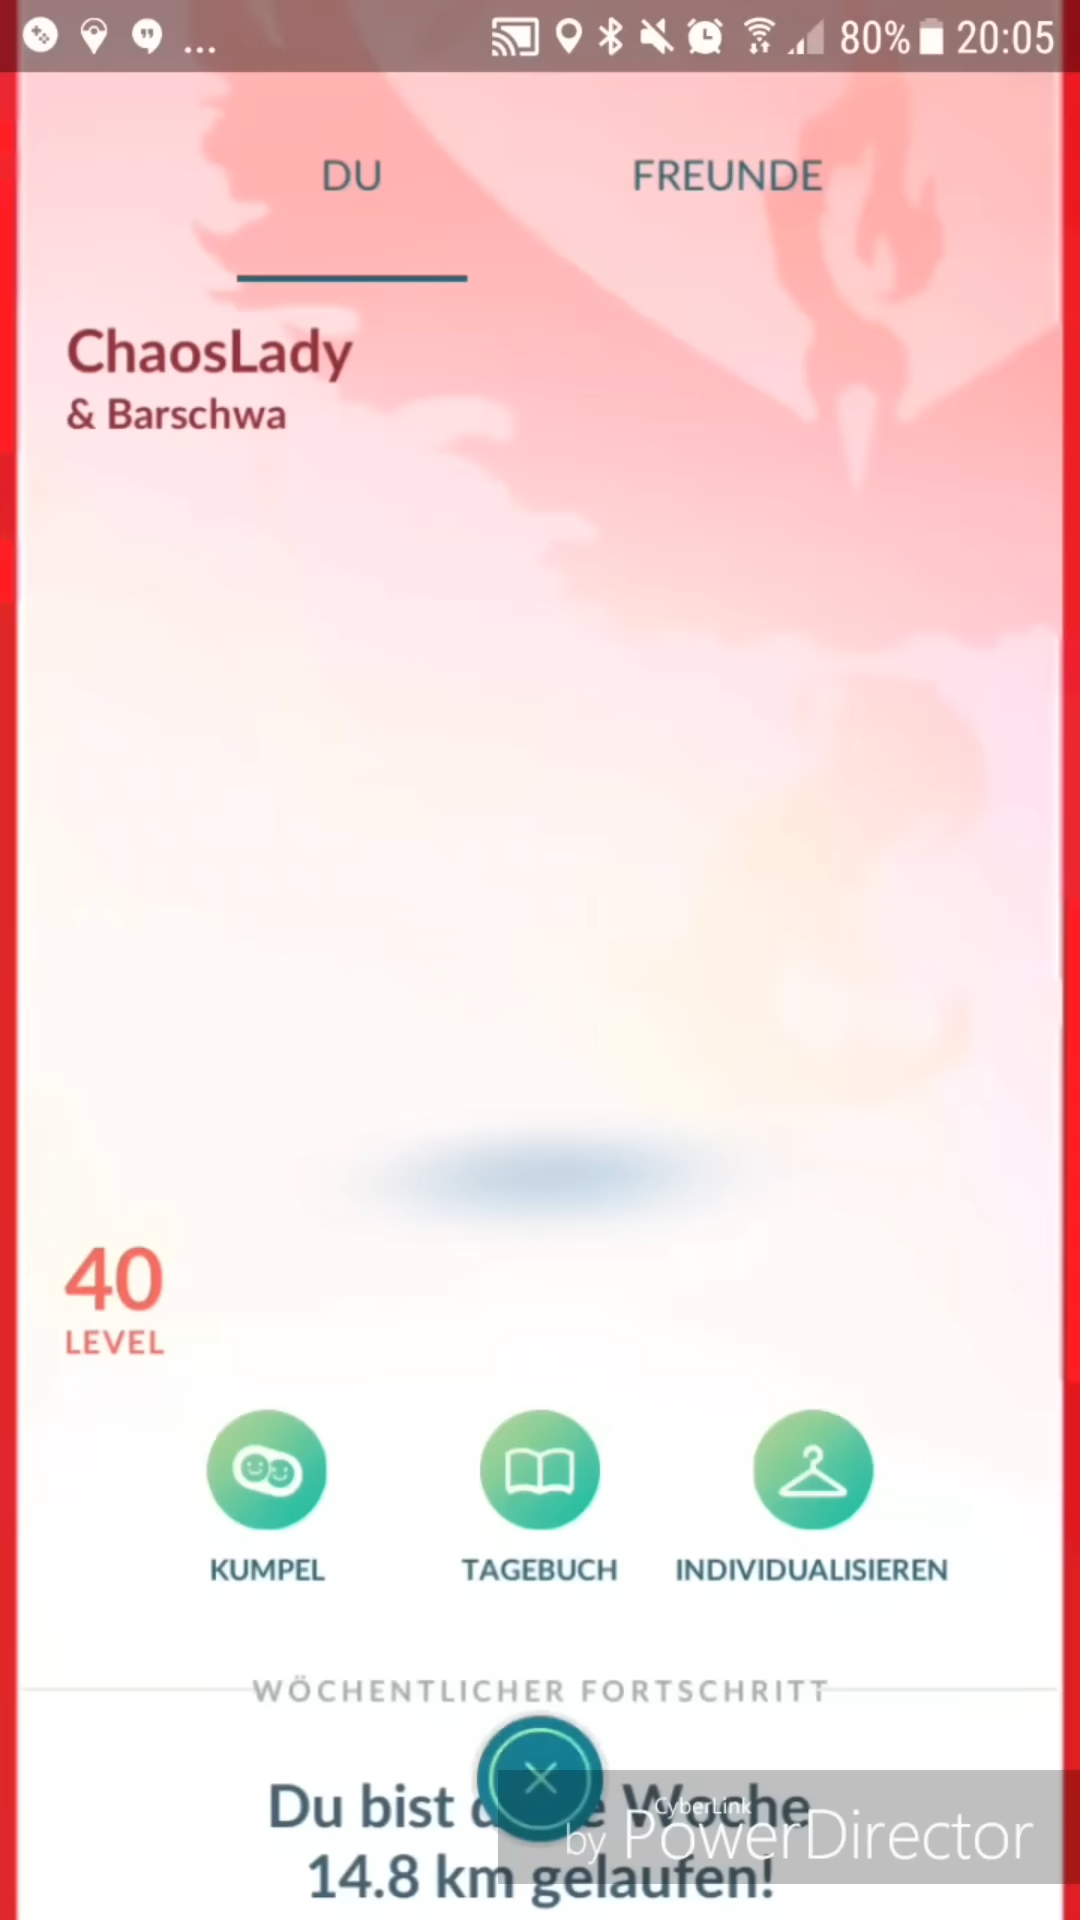 80% 20:05
DU FREUNDE
ChaosLady
& Barschwa
40
LEVEL
KUMPEL TAGEBUCH INDIVIDUALISIEREN
WÖCHENTLICHER FORTSCHRITT
Du bist Woche
14.8 km gelaufen!
CyberLink
by PowerDirector